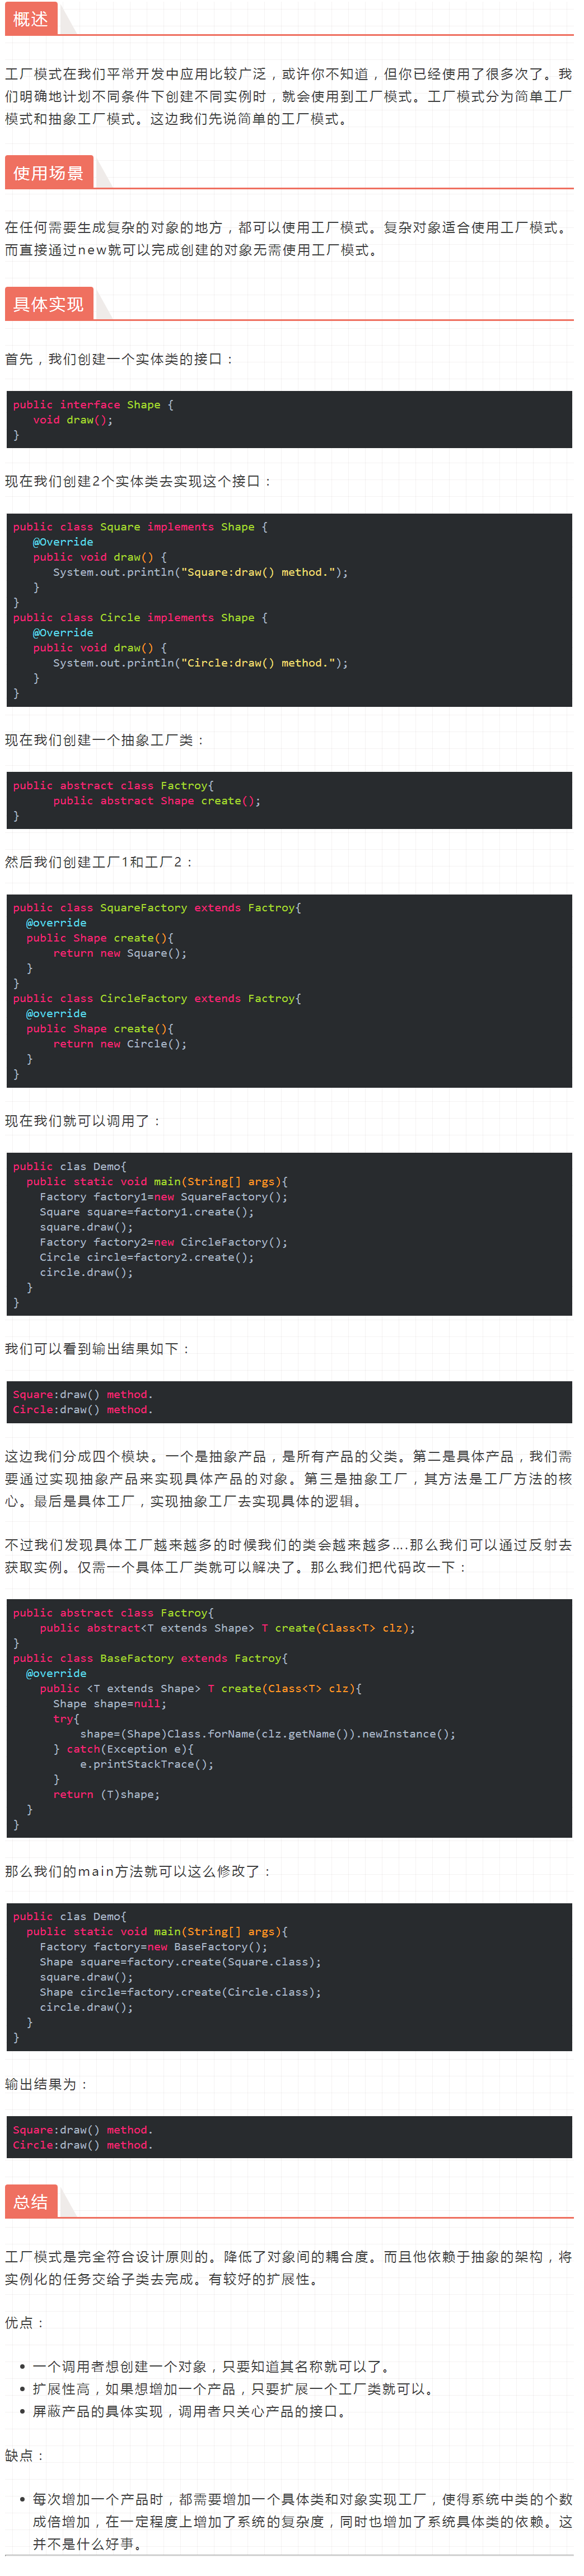 概述
工厂模式在我们平常开发中应用比较广泛，或许你不知道，但你已经使用了很多次了。我
们明确地计划不同条件下创建不同实例时，就会使用到工厂模式。工厂模式分为简单工厂
模式和抽象工厂模式。这边我们先说简单的工厂模式。
使用场景
在任何需要生成复杂的对象的地方，都可以使用工厂模式。复杂对象适合使用工厂模式。
而直接通过new就可以完成创建的对象无需使用工厂模式。
具体实现
首先，我们创建一个实体类的接口：
public interface Shape {
   void draw();
}
现在我们创建2个实体类去实现这个接口：
public class Square implements Shape {
   @Override
   public void draw() {
      System.out.println("Square:draw() method.");
   }
}
public class Circle implements Shape {
   @Override
   public void draw() {
      System.out.println("Circle:draw() method.");
   }
}
现在我们创建一个抽象工厂类：
public abstract class Factroy{
      public abstract Shape create();
}
然后我们创建工厂1和工厂2：
public class SquareFactory extends Factroy{
  @override
  public Shape create(){
      return new Square();
  }
}
public class CircleFactory extends Factroy{
  @override
  public Shape create(){
      return new Circle();
  }
}
现在我们就可以调用了：
public clas Demo{
  public static void main(String[] args){
    Factory factory1=new SquareFactory();
    Square square=factory1.create();
    square.draw();
    Factory factory2=new CircleFactory();
    Circle circle=factory2.create();
    circle.draw();
  }
}
我们可以看到输出结果如下：
Square:draw() method.
Circle:draw() method.
这边我们分成四个模块。一个是抽象产品，是所有产品的父类。第二是具体产品，我们需
要通过实现抽象产品来实现具体产品的对象。第三是抽象工厂，其方法是工厂方法的核
心。最后是具体工厂，实现抽象工厂去实现具体的逻辑。
不过我们发现具体工厂越来越多的时候我们的类会越来越多....那么我们可以通过反射去
获取实例。仅需一个具体工厂类就可以解决了。那么我们把代码改一下：
public abstract class Factroy{
    public abstract<T extends Shape> T create(Class<T> clz);
}
public class BaseFactory extends Factroy{
  @override
    public <T extends Shape> T create(Class<T> clz){
      Shape shape=null;
      try{
          shape=(Shape)Class.forName(clz.getName()).newInstance();
      } catch(Exception e){
          e.printStackTrace();
      }
      return (T)shape;
  }
}
那么我们的main方法就可以这么修改了：
public clas Demo{
  public static void main(String[] args){
    Factory factory=new BaseFactory();
    Shape square=factory.create(Square.class);
    square.draw();
    Shape circle=factory.create(Circle.class);
    circle.draw();
  }
}
输出结果为：
Square:draw() method.
Circle:draw() method.
总结
工厂模式是完全符合设计原则的。降低了对象间的耦合度。而且他依赖于抽象的架构，将
实例化的任务交给子类去完成。有较好的扩展性。
优点：
• 一个调用者想创建一个对象，只要知道其名称就可以了。
• 扩展性高，如果想增加一个产品，只要扩展一个工厂类就可以。
• 屏蔽产品的具体实现，调用者只关心产品的接口。
缺点：
• 每次增加一个产品时，都需要增加一个具体类和对象实现工厂，使得系统中类的个数
成倍增加，在一定程度上增加了系统的复杂度，同时也增加了系统具体类的依赖。这
并不是什么好事。